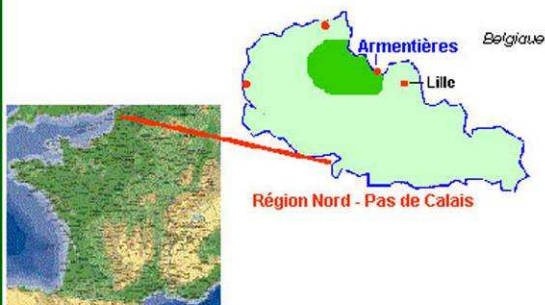 Armentières
Belgique
Lille
Région Nord - Pas de Calais